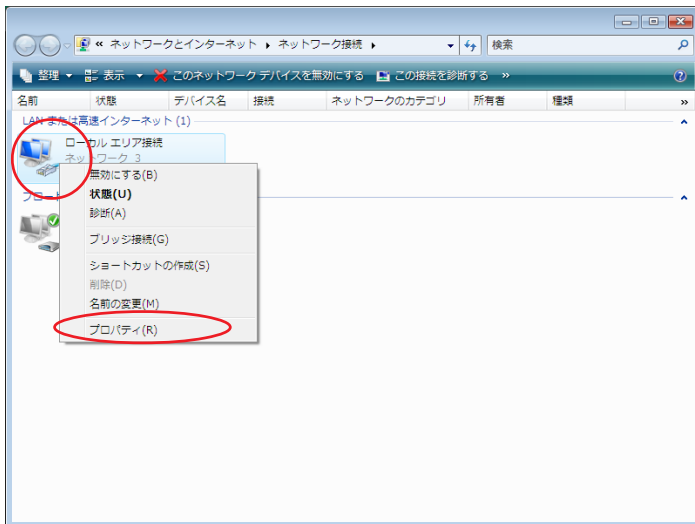 « ネットワークとインターネット ▸ ネットワーク接続 ▸ 検索
整理 ▼ 表示 ▼ このネットワーク デバイスを無効にする この接続を診断する »
名前 状態 デバイス名 接続 ネットワークのカテゴリ 所有者 種類 »
LAN または高速インターネット (1)
ローカル エリア接続
ネットワーク 3
無効にする(B)
ブロード
状態(U)
診断(A)
ブリッジ接続(G)
ショートカットの作成(S)
削除(D)
名前の変更(M)
プロパティ(R)